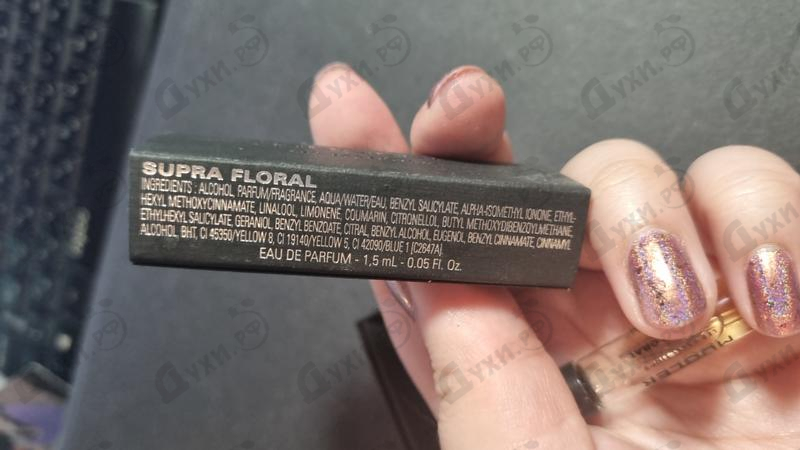 SUPRA FLORAL
INGREDIENTS : ALCOHOL, PARFUM/FRAGRANCE, AQUA/WATER/EAU, BENZYL SALICYLATE, ALPHA-ISOMETHYL IONONE, ETHYL-
HEXYL METHOXYCINNAMATE, LINALOOL, LIMONENE, COUMARIN, CITRONELLOL, BUTYL METHOXYDIBENZOYLMETHANE,
ETHYLHEXYL SALICYLATE, GERANIOL, BENZYL BENZOATE, CITRAL, BENZYL ALCOHOL, EUGENOL, BENZYL CINNAMATE, CINNAMYL
ALCOHOL, BHT, CI 45350/YELLOW 8, CI 19140/YELLOW 5, CI 42090/BLUE 1 [C2647A].
EAU DE PARFUM - 1,5 mL - 0.05 Fl. Oz.
MUGLER
Духи.РФ